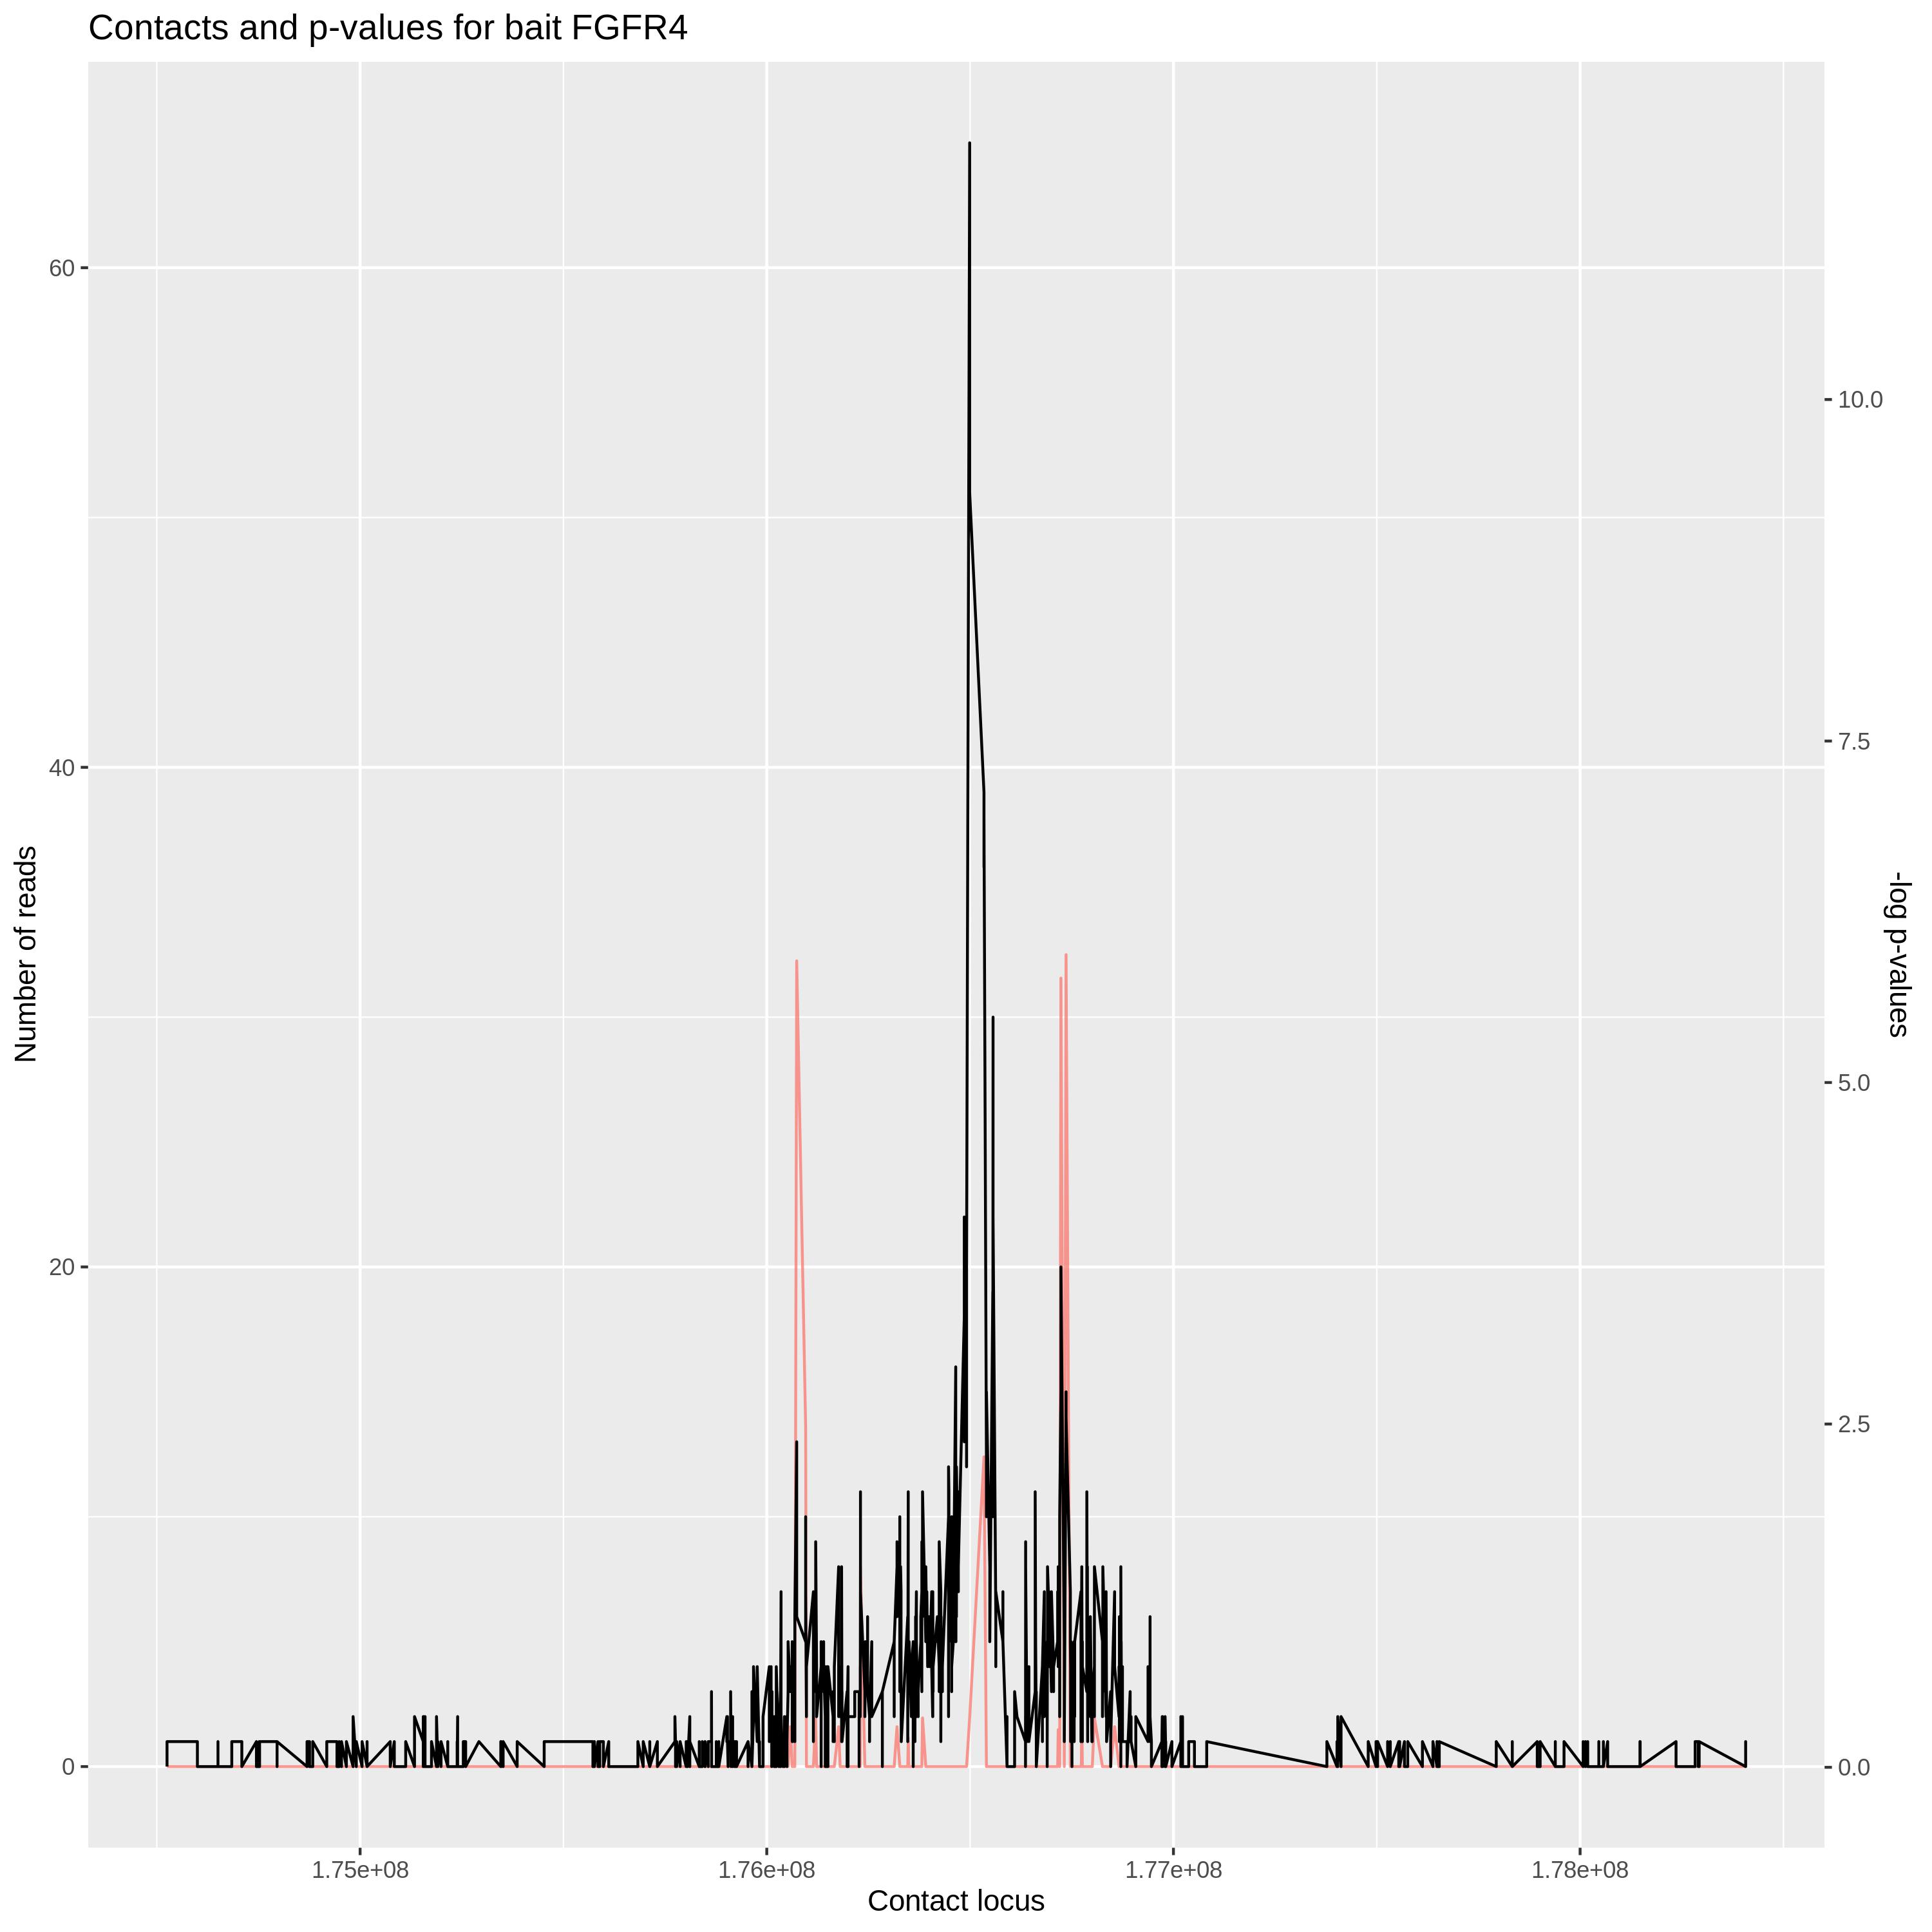 Contacts and p-values for bait FGFR4
60
40
20
0
Number of reads
10.0
7.5
5.0
2.5
0.0
-log p-values
1.75e+08
1.76e+08
1.77e+08
1.78e+08
Contact locus